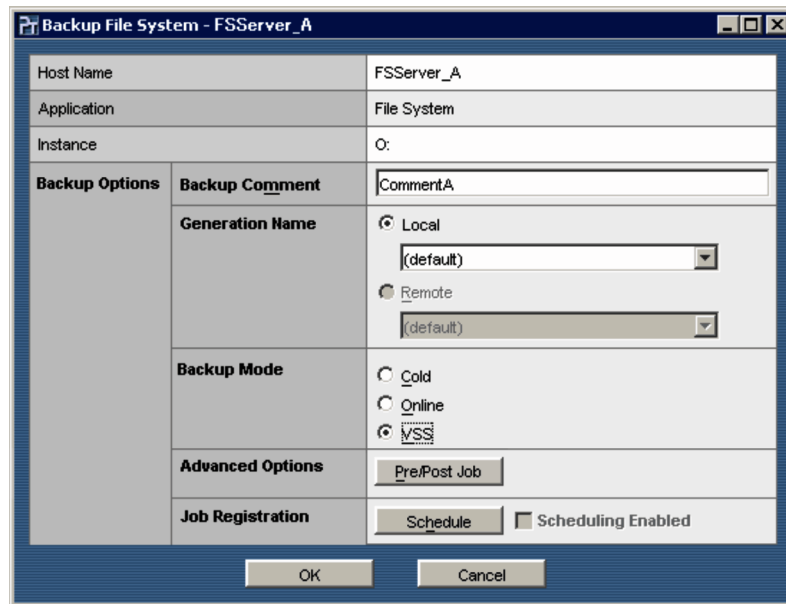 Backup File System - FSServer_A
Host Name FSServer_A
Application File System
Instance O:
Backup Options Backup Comment CommentA
Generation Name Local
(default)
Remote
(default)
Backup Mode Cold
Online
VSS
Advanced Options Pre/Post Job
Job Registration Schedule Scheduling Enabled
OK Cancel